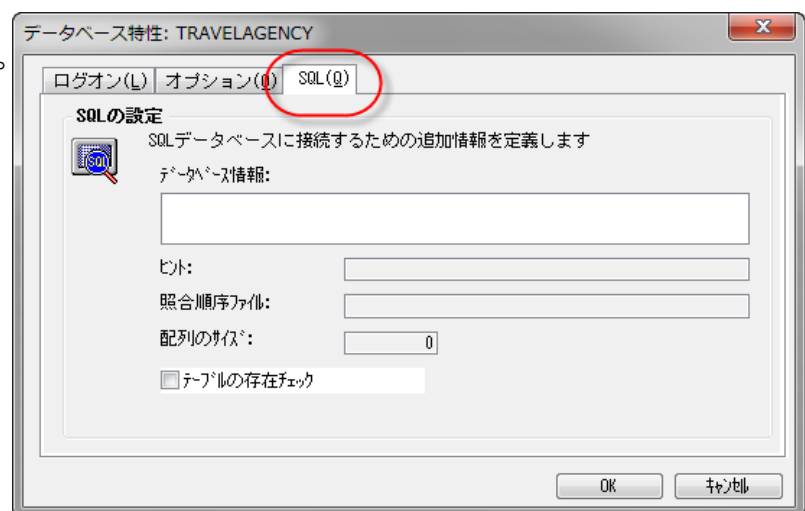 データベース特性: TRAVELAGENCY
。
ログオン(L) オプション(O) SQL(Q)
SQLの設定
SQLデータベースに接続するための追加情報を定義します
SQL
ﾃﾞｰﾀﾍﾞｰｽ情報:
ﾋﾝﾄ:
照合順序ﾌｧｲﾙ:
配列のｻｲｽﾞ: 0
ﾃｰﾌﾞﾙの存在ﾁｪｯｸ
OK ｷｬﾝｾﾙ